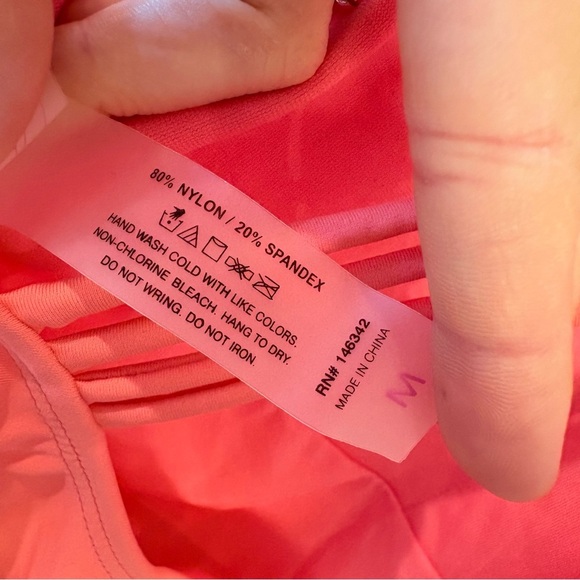 80% NYLON / 20% SPANDEX
HAND WASH COLD WITH LIKE COLORS.
NON-CHLORINE BLEACH. HANG TO DRY.
DO NOT WRING. DO NOT IRON.
RN# 146342
MADE IN CHINA
M